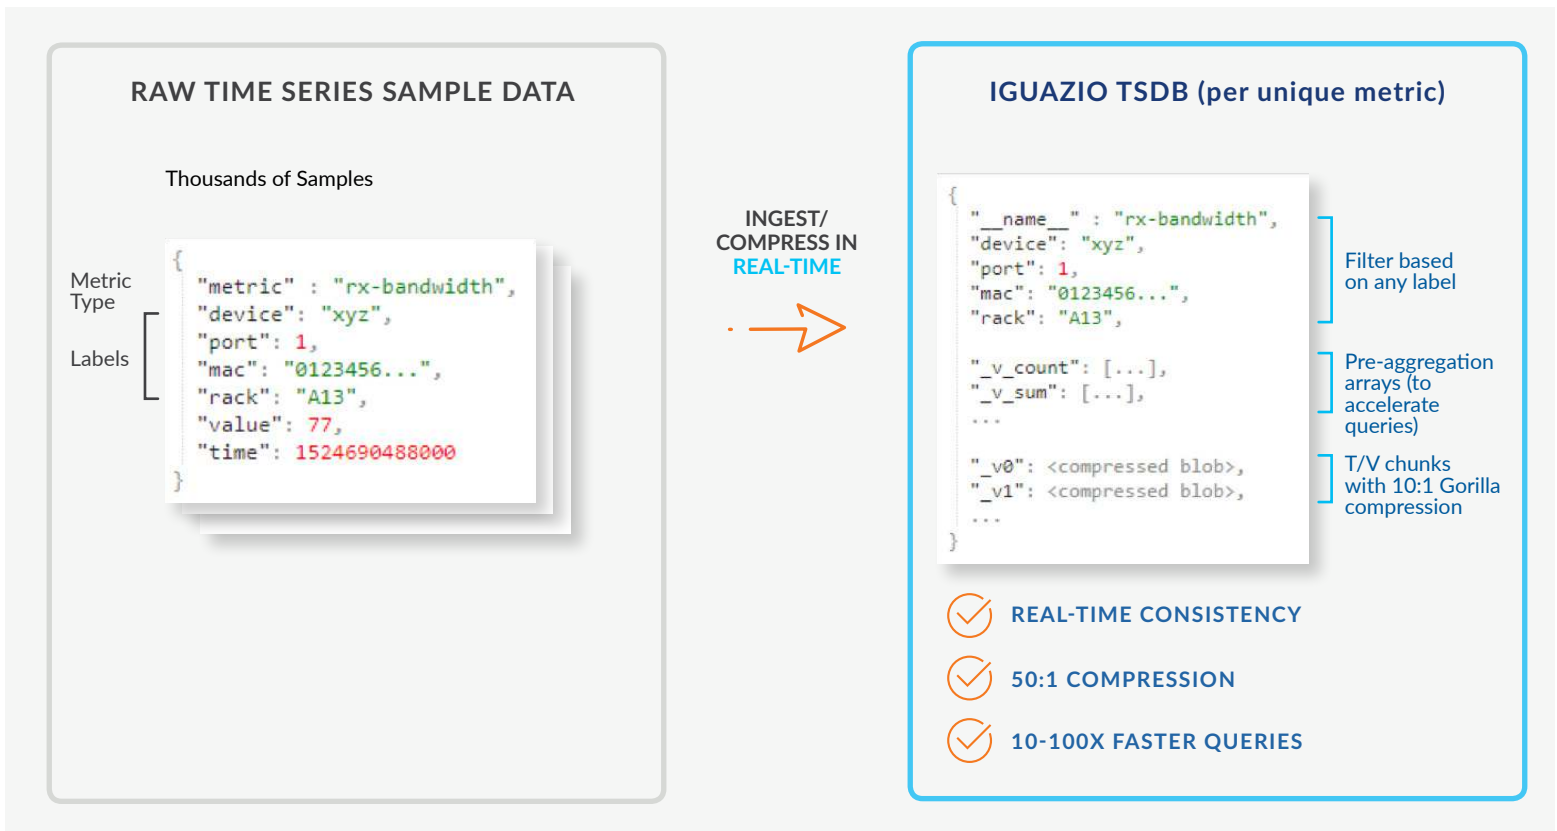 RAW TIME SERIES SAMPLE DATA
Thousands of Samples
Metric
Type
Labels
{
"metric" : "rx-bandwidth",
"device": "xyz",
"port": 1,
"mac": "0123456...",
"rack": "A13",
"value": 77,
"time": 1524690488000
}
INGEST/
COMPRESS IN
REAL-TIME
IGUAZIO TSDB (per unique metric)
{
"__name__" : "rx-bandwidth",
"device": "xyz",
"port": 1,
"mac": "0123456...",
"rack": "A13",
"_v_count": [...],
"_v_sum": [...],
...
"_v0": <compressed blob>,
"_v1": <compressed blob>,
...
}
Filter based
on any label
Pre-aggregation
arrays (to
accelerate
queries)
T/V chunks
with 10:1 Gorilla
compression
REAL-TIME CONSISTENCY
50:1 COMPRESSION
10-100X FASTER QUERIES